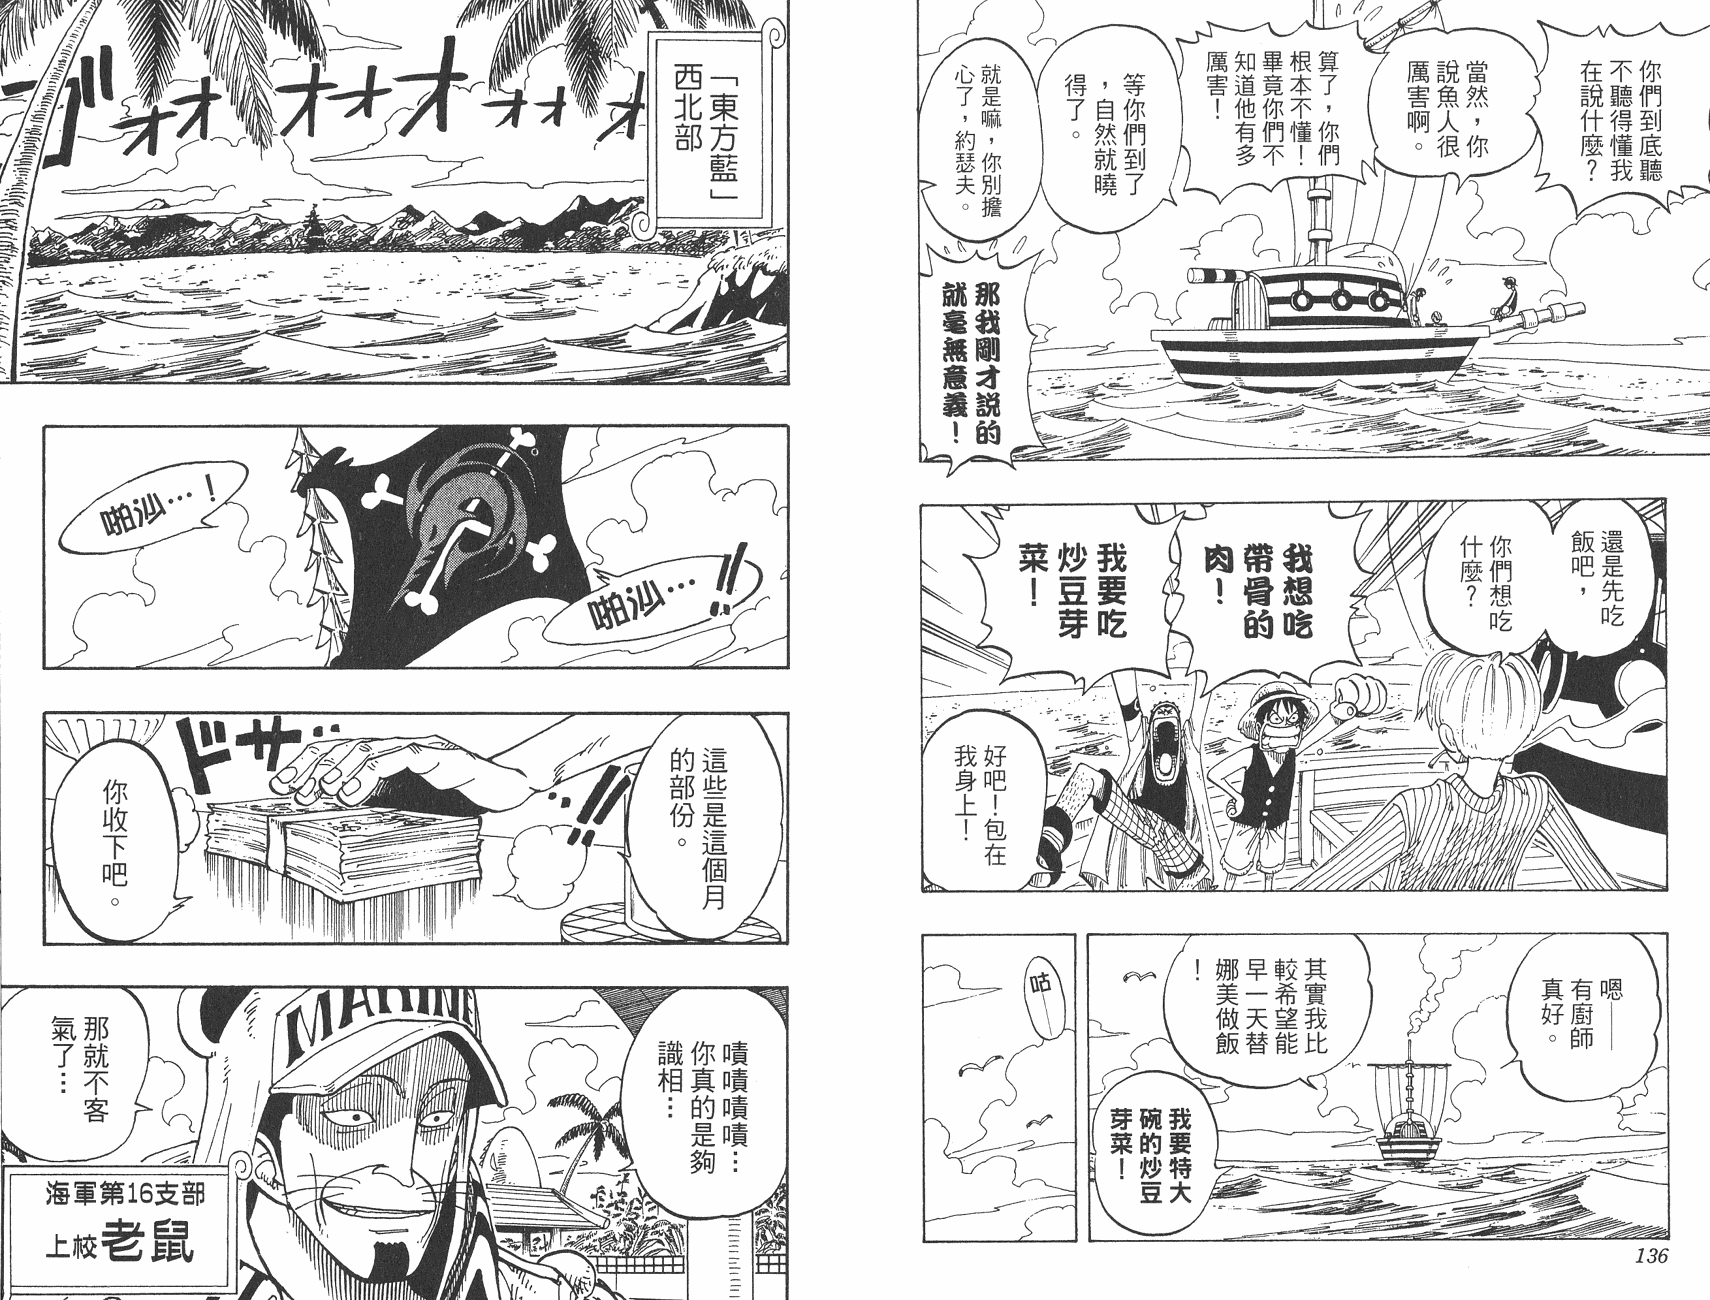 你們到底聽
不聽得懂我
在說什麼？
當然，你
說魚人很
厲害啊。
算了，你們
根本不懂！
畢竟你們不
知道他有多
厲害！
等你們到了
，自然就曉
得了。
就是嘛，你別擔
心了，約瑟夫。
那我剛才說的
就毫無意義！
還是先吃
飯吧，
你們想吃
什麼？
我想吃
帶骨的
肉！
我要吃
炒豆芽
菜！
好吧！包在
我身上！
嗯──
有廚師
真好。
其實我比
較希望能
早一天替
娜美做飯
！
我要特大
碗的炒豆
芽菜！
咕─
136
「東方藍」
西北部
ゴオオオオオオ
啪沙…！
啪沙…!!
ドサ…!!
這些是這個月
的部份。
你收下吧。
嘖嘖嘖嘖…
你真的是夠
識相…
那就不客
氣了…
MARINE
海軍第16支部
上校老鼠